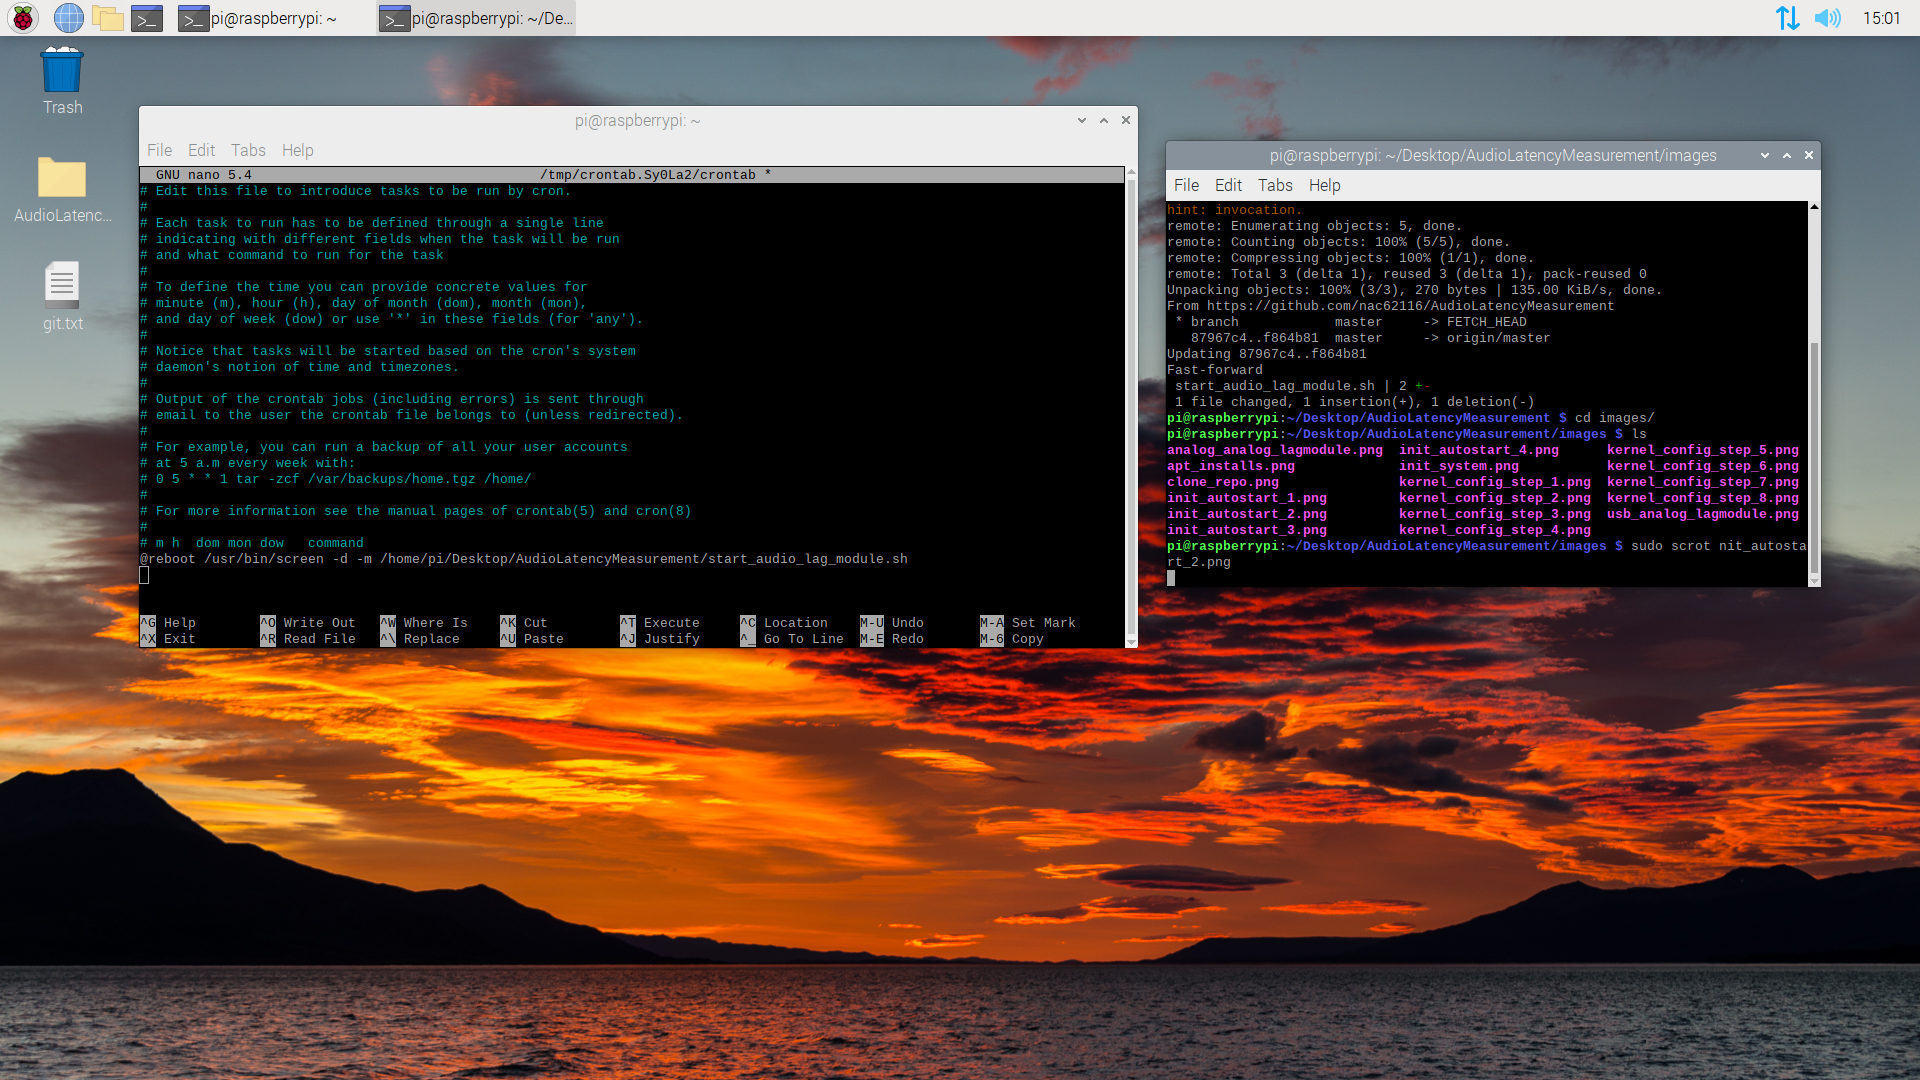 pi@raspberrypi: ~
pi@raspberrypi: ~/De...
15:01
Trash
AudioLatenc...
git.txt
pi@raspberrypi: ~
File Edit Tabs Help
GNU nano 5.4 /tmp/crontab.Sy0La2/crontab *
# Edit this file to introduce tasks to be run by cron.
#
# Each task to run has to be defined through a single line
# indicating with different fields when the task will be run
# and what command to run for the task
#
# To define the time you can provide concrete values for
# minute (m), hour (h), day of month (dom), month (mon),
# and day of week (dow) or use '*' in these fields (for 'any').
#
# Notice that tasks will be started based on the cron's system
# daemon's notion of time and timezones.
#
# Output of the crontab jobs (including errors) is sent through
# email to the user the crontab file belongs to (unless redirected).
#
# For example, you can run a backup of all your user accounts
# at 5 a.m every week with:
# 0 5 * * 1 tar -zcf /var/backups/home.tgz /home/
#
# For more information see the manual pages of crontab(5) and cron(8)
#
# m h  dom mon dow   command
@reboot /usr/bin/screen -d -m /home/pi/Desktop/AudioLatencyMeasurement/start_audio_lag_module.sh
^G Help ^O Write Out ^W Where Is ^K Cut ^T Execute ^C Location M-U Undo M-A Set Mark
^X Exit ^R Read File ^\ Replace ^U Paste ^J Justify ^_ Go To Line M-E Redo M-6 Copy
pi@raspberrypi: ~/Desktop/AudioLatencyMeasurement/images
File Edit Tabs Help
hint: invocation.
remote: Enumerating objects: 5, done.
remote: Counting objects: 100% (5/5), done.
remote: Compressing objects: 100% (1/1), done.
remote: Total 3 (delta 1), reused 3 (delta 1), pack-reused 0
Unpacking objects: 100% (3/3), 270 bytes | 135.00 KiB/s, done.
From https://github.com/nac62116/AudioLatencyMeasurement
 * branch            master     -> FETCH_HEAD
   87967c4..f864b81  master     -> origin/master
Updating 87967c4..f864b81
Fast-forward
 start_audio_lag_module.sh | 2 +-
 1 file changed, 1 insertion(+), 1 deletion(-)
pi@raspberrypi:~/Desktop/AudioLatencyMeasurement $ cd images/
pi@raspberrypi:~/Desktop/AudioLatencyMeasurement/images $ ls
analog_analog_lagmodule.png  init_autostart_4.png      kernel_config_step_5.png
apt_installs.png             init_system.png           kernel_config_step_6.png
clone_repo.png               kernel_config_step_1.png  kernel_config_step_7.png
init_autostart_1.png         kernel_config_step_2.png  kernel_config_step_8.png
init_autostart_2.png         kernel_config_step_3.png  usb_analog_lagmodule.png
init_autostart_3.png         kernel_config_step_4.png
pi@raspberrypi:~/Desktop/AudioLatencyMeasurement/images $ sudo scrot nit_autosta
rt_2.png